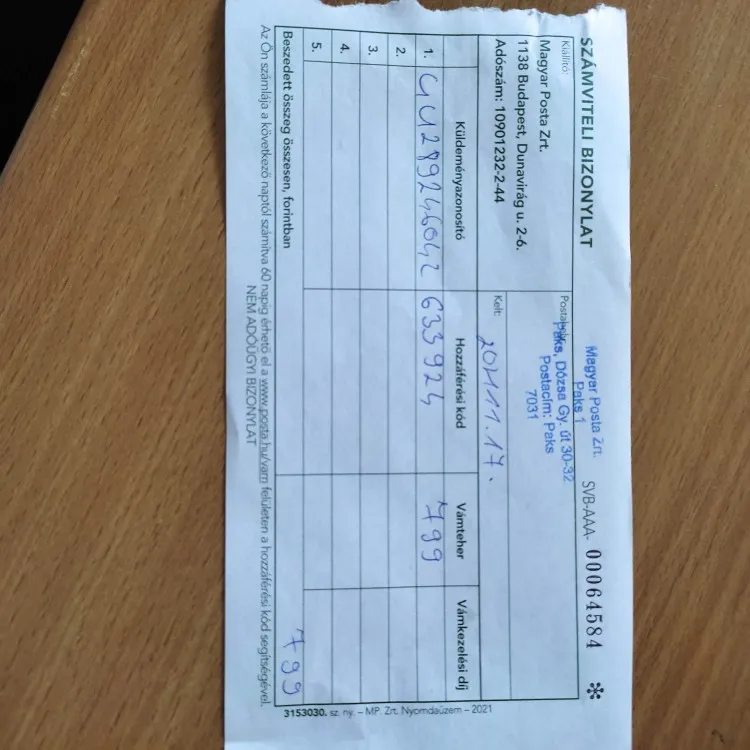 SZÁMVITELI BIZONYLAT
Magyar Posta Zrt.
Paks 1
SVB-AAA- 00064584 *
Kiállító:
Magyar Posta Zrt.
1138 Budapest, Dunavirág u. 2-6.
Adószám: 10901232-2-44
Paks, Dózsa Gy. út 30-32
Postacím: Paks
7031
Kelt:
Küldeményazonosító Hozzáférési kód Vámteher Vámkezelési díj
1. 633924 799
2.
3.
4.
5.
Beszedett összeg összesen, forintban 799
Az Ön számlája a következő naptól számítva 60 napig érhető el a www.posta.hu/vam felületen a hozzáférési kód segítségével.
NEM ADÓÜGYI BIZONYLAT
3153030. sz. ny. – MP. Zrt. Nyomdaüzem – 2021